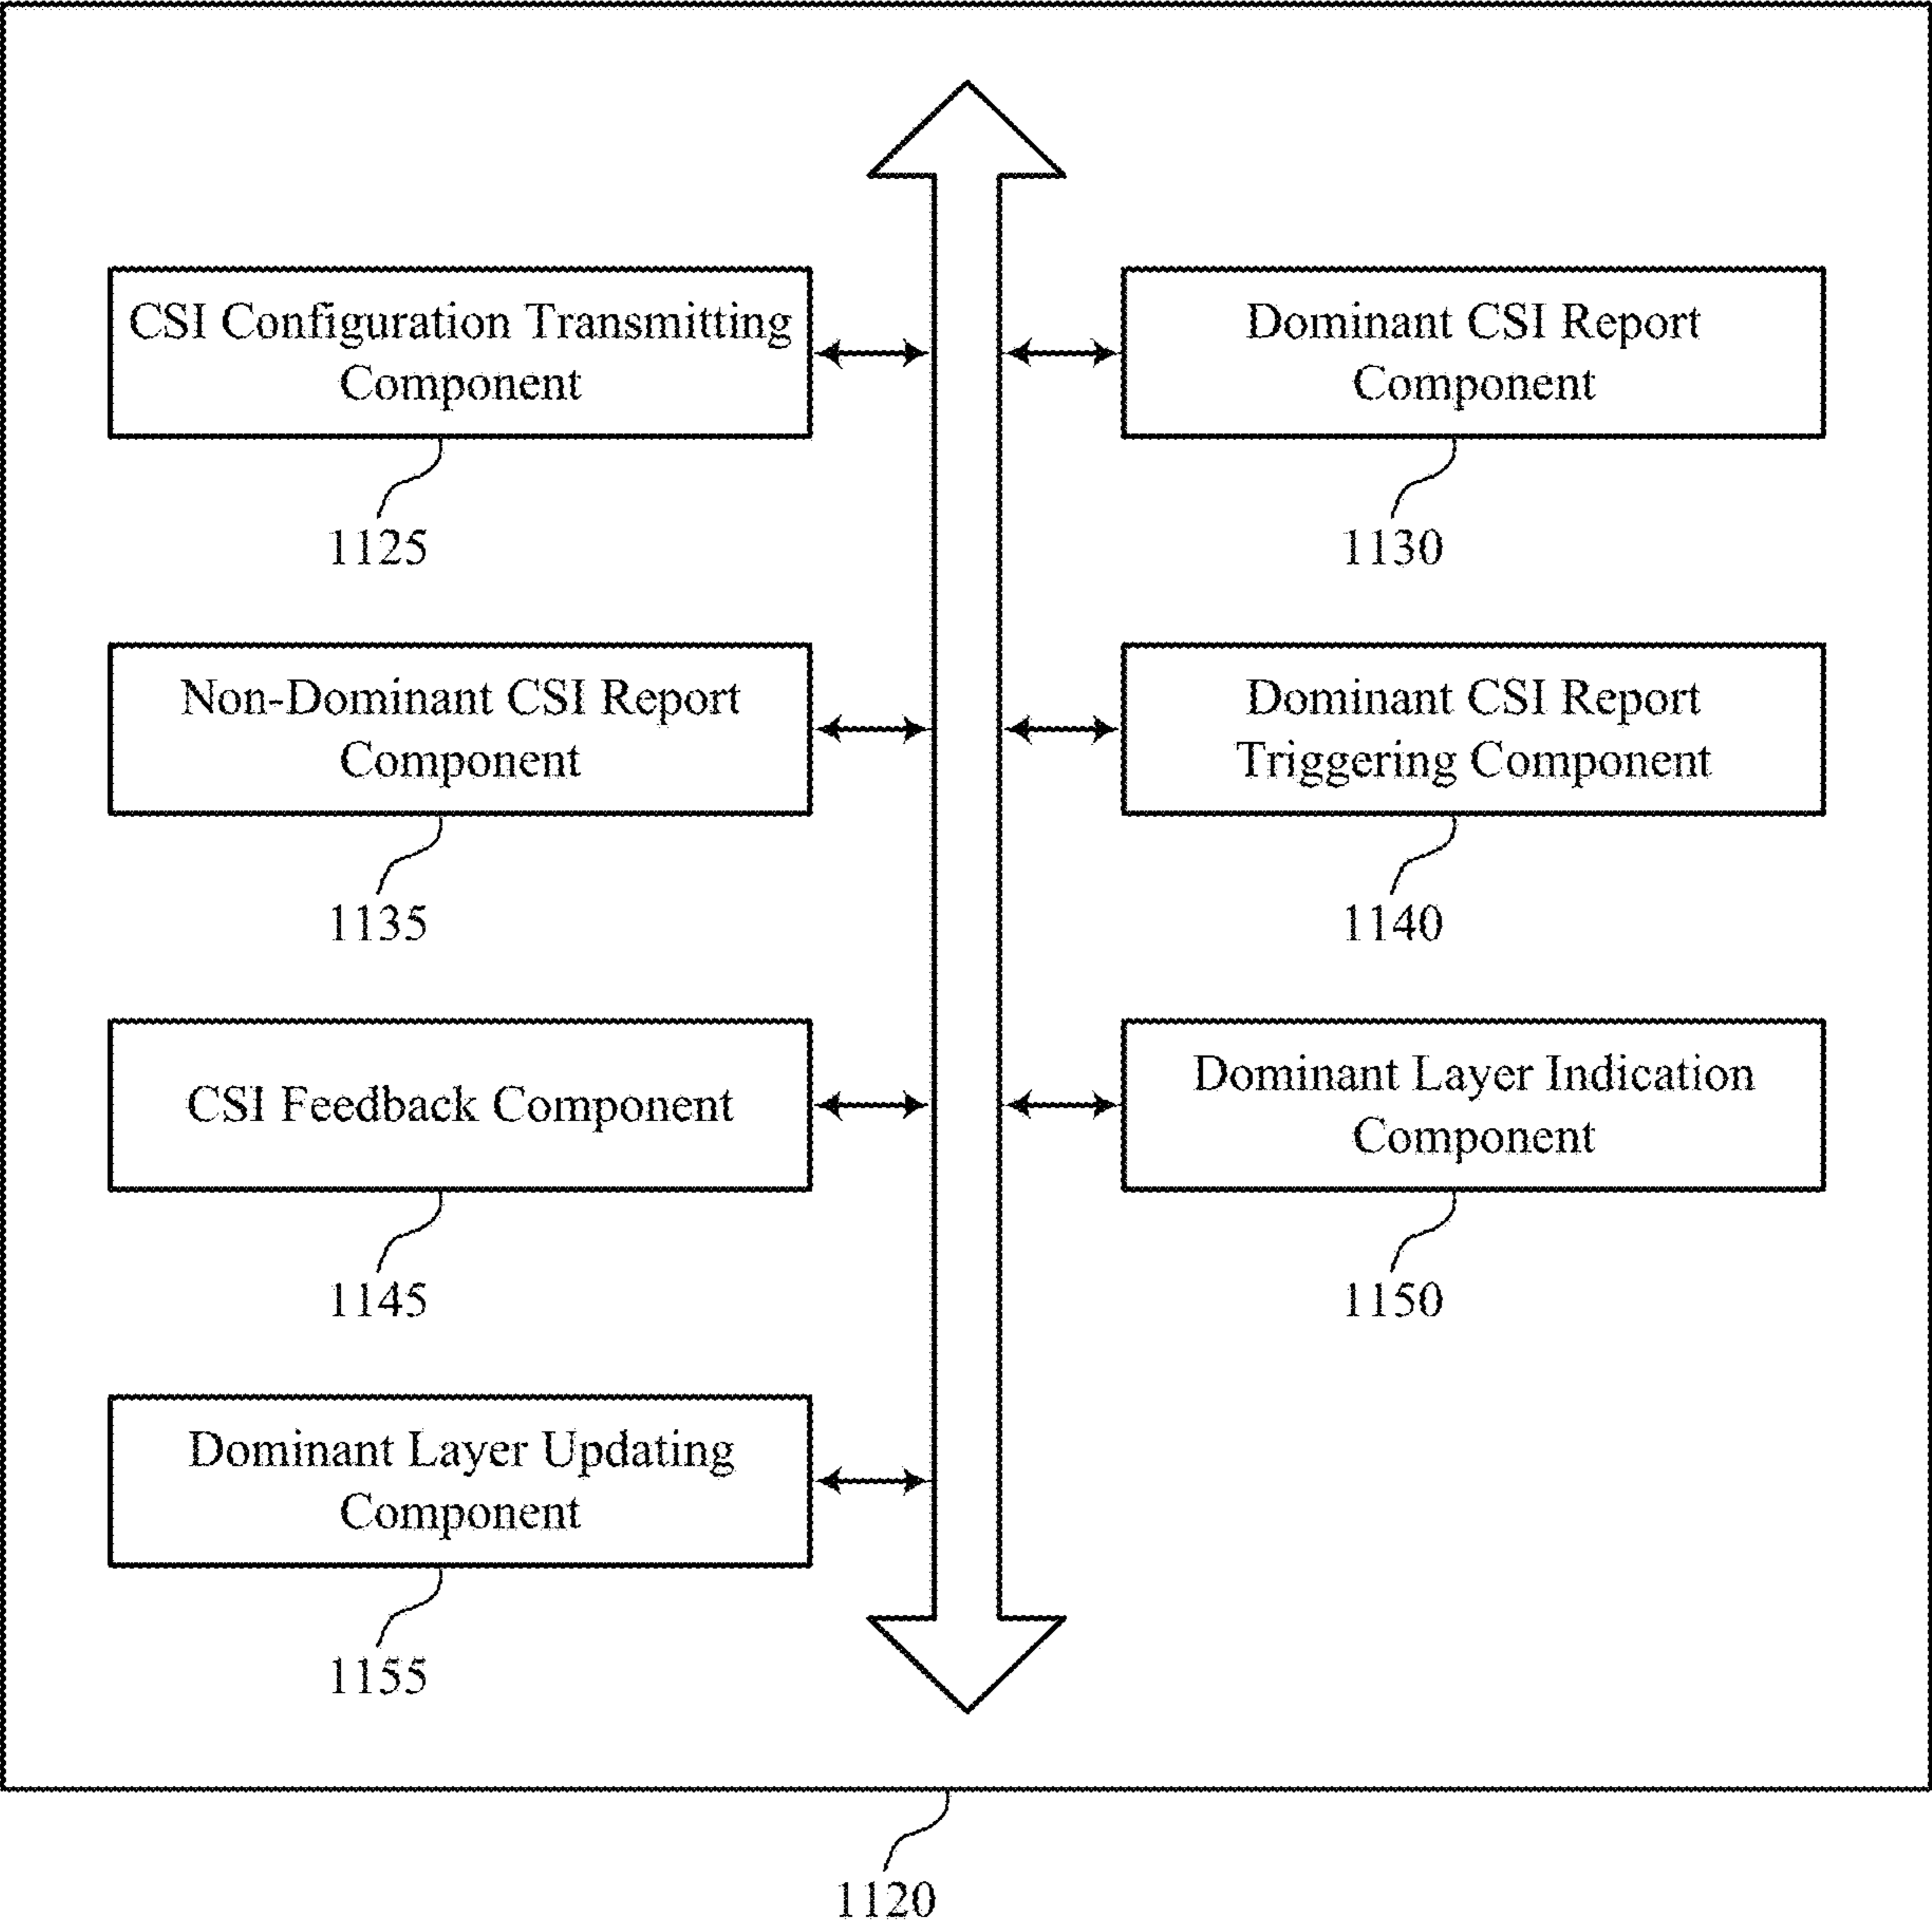 CSI Configuration Transmitting
Component
1125
Dominant CSI Report
Component
1130
Non-Dominant CSI Report
Component
1135
Dominant CSI Report
Triggering Component
1140
CSI Feedback Component
1145
Dominant Layer Indication
Component
1150
Dominant Layer Updating
Component
1155
1120